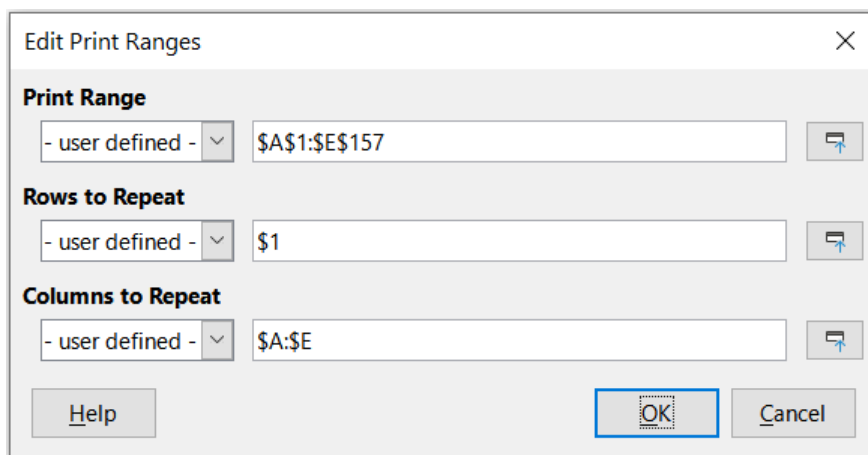 Edit Print Ranges
Print Range
- user defined - $A$1:$E$157
Rows to Repeat
- user defined - $1
Columns to Repeat
- user defined - $A:$E
Help OK Cancel